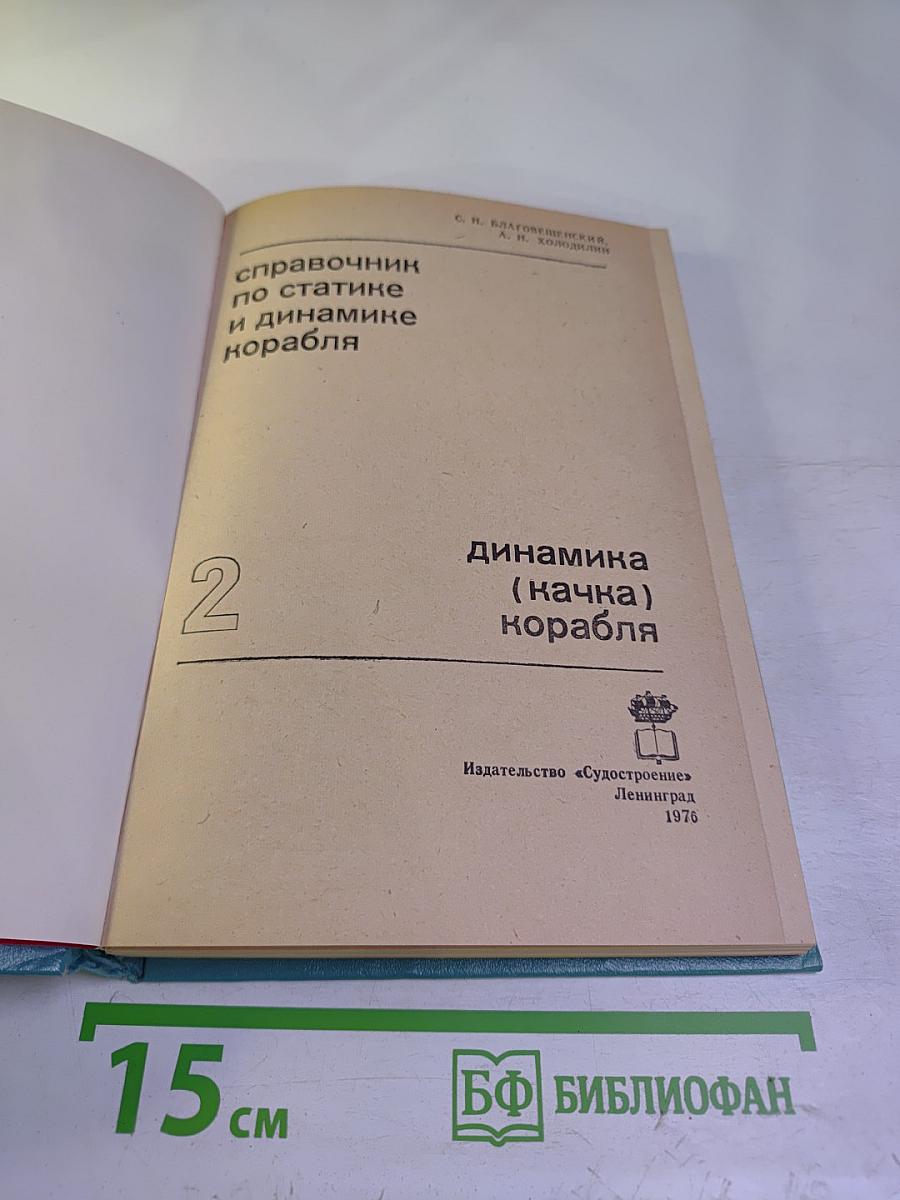 С. Н. БЛАГОВЕЩЕНСКИЙ,
А. Н. ХОЛОДИЛИН
справочник
по статике
и динамике
корабля
2
динамика
(качка)
корабля
Издательство «Судостроение»
Ленинград
1976
15 см
БФ БИБЛИОФАН